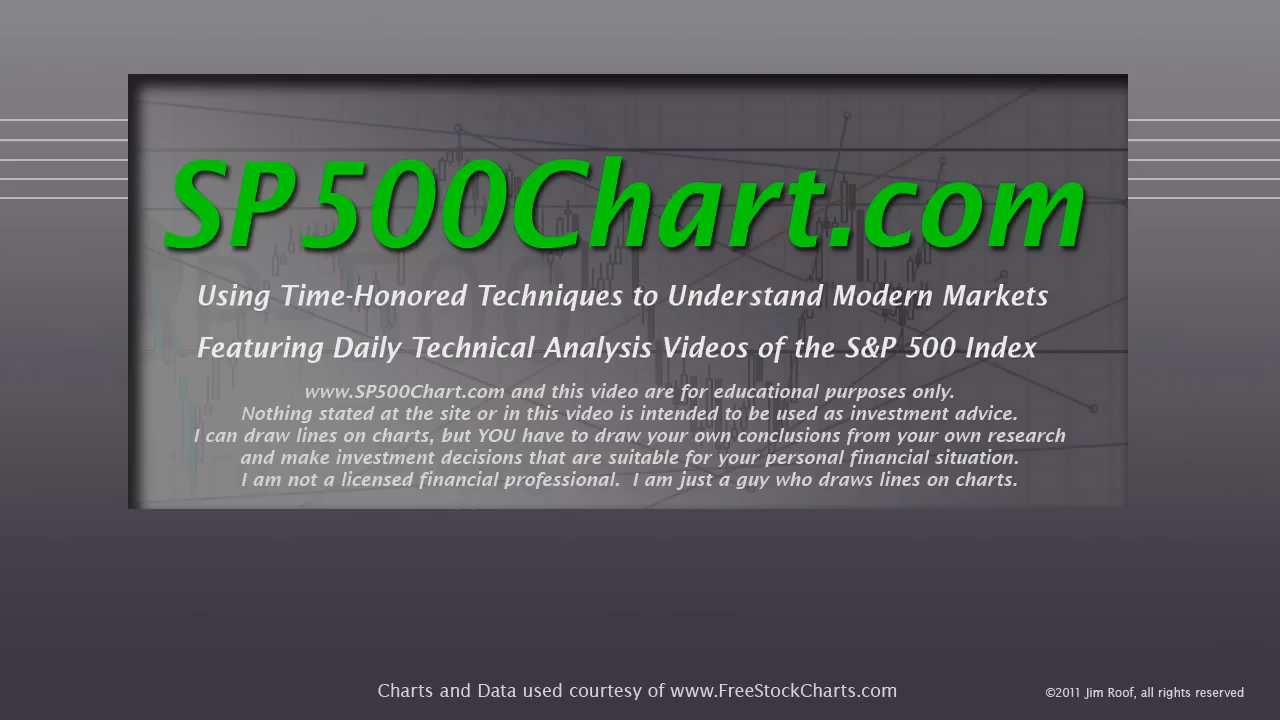 SP500Chart.com
Using Time-Honored Techniques to Understand Modern Markets
Featuring Daily Technical Analysis Videos of the S&P 500 Index
www.SP500Chart.com and this video are for educational purposes only.
Nothing stated at the site or in this video is intended to be used as investment advice.
I can draw lines on charts, but YOU have to draw your own conclusions from your own research
and make investment decisions that are suitable for your personal financial situation.
I am not a licensed financial professional.  I am just a guy who draws lines on charts.
Charts and Data used courtesy of www.FreeStockCharts.com
©2011 Jim Roof, all rights reserved